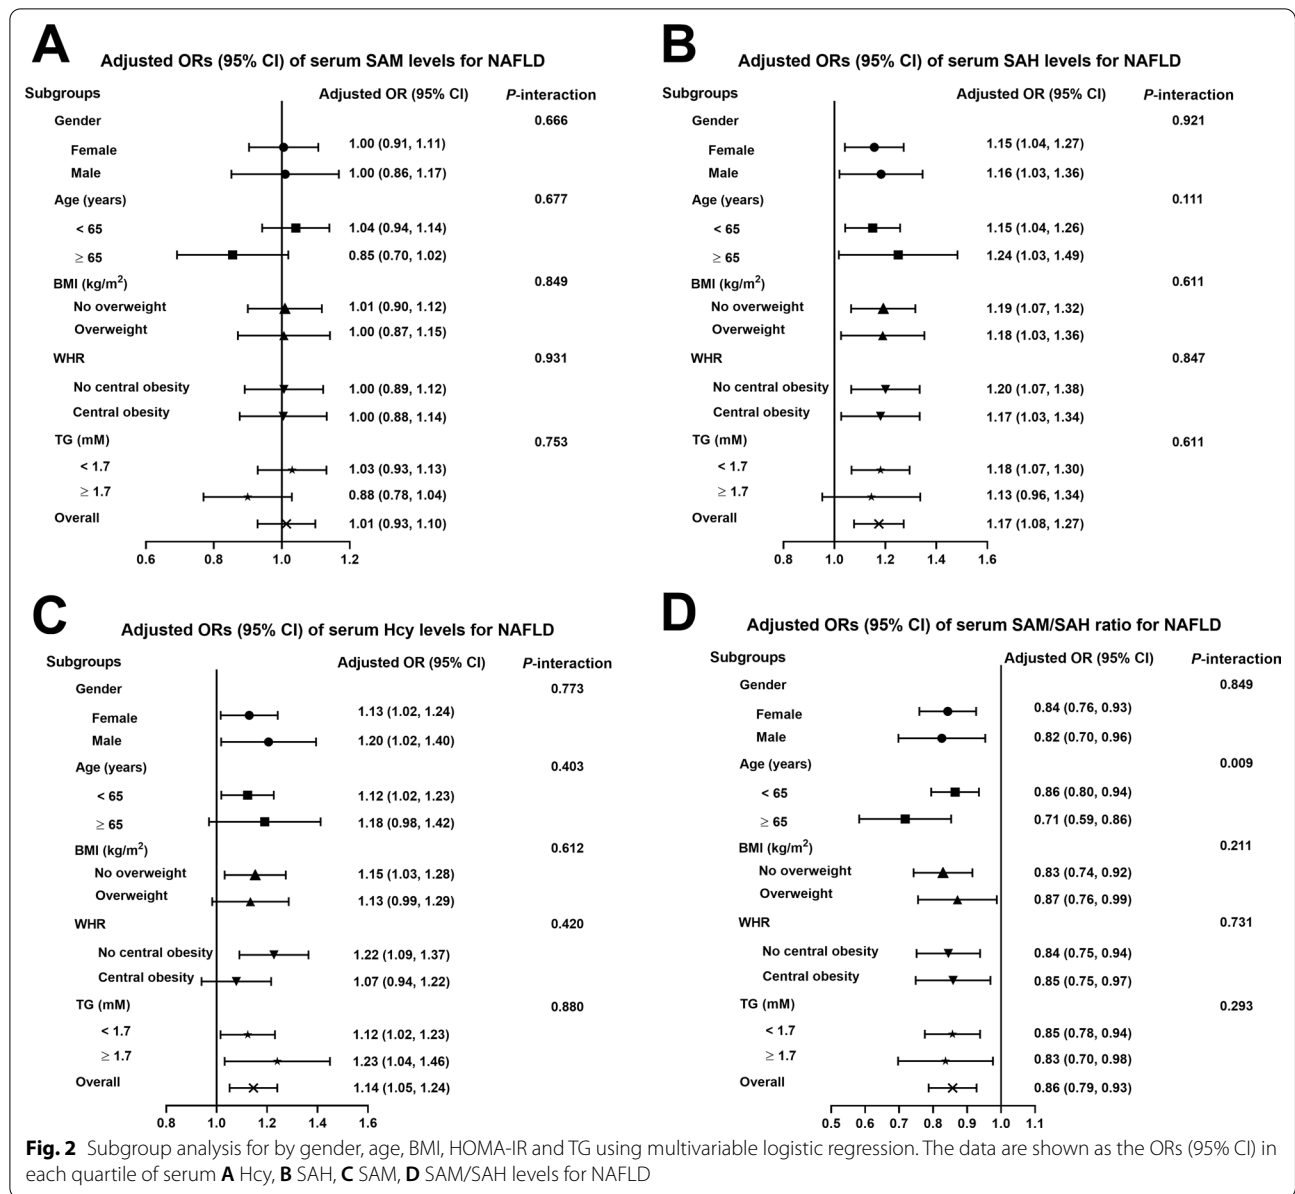 A
Adjusted ORs (95% CI) of serum SAM levels for NAFLD
Subgroups Adjusted OR (95% CI) P-interaction
Gender 0.666
Female 1.00 (0.91, 1.11)
Male 1.00 (0.86, 1.17)
Age (years) 0.677
< 65 1.04 (0.94, 1.14)
≥ 65 0.85 (0.70, 1.02)
BMI (kg/m²) 0.849
No overweight 1.01 (0.90, 1.12)
Overweight 1.00 (0.87, 1.15)
WHR 0.931
No central obesity 1.00 (0.89, 1.12)
Central obesity 1.00 (0.88, 1.14)
TG (mM) 0.753
< 1.7 1.03 (0.93, 1.13)
≥ 1.7 0.88 (0.78, 1.04)
Overall 1.01 (0.93, 1.10)
0.6 0.8 1.0 1.2
B
Adjusted ORs (95% CI) of serum SAH levels for NAFLD
Subgroups Adjusted OR (95% CI) P-interaction
Gender 0.921
Female 1.15 (1.04, 1.27)
Male 1.16 (1.03, 1.36)
Age (years) 0.111
< 65 1.15 (1.04, 1.26)
≥ 65 1.24 (1.03, 1.49)
BMI (kg/m²) 0.611
No overweight 1.19 (1.07, 1.32)
Overweight 1.18 (1.03, 1.36)
WHR 0.847
No central obesity 1.20 (1.07, 1.38)
Central obesity 1.17 (1.03, 1.34)
TG (mM) 0.611
< 1.7 1.18 (1.07, 1.30)
≥ 1.7 1.13 (0.96, 1.34)
Overall 1.17 (1.08, 1.27)
0.8 1.0 1.2 1.4 1.6
C
Adjusted ORs (95% CI) of serum Hcy levels for NAFLD
Subgroups Adjusted OR (95% CI) P-interaction
Gender 0.773
Female 1.13 (1.02, 1.24)
Male 1.20 (1.02, 1.40)
Age (years) 0.403
< 65 1.12 (1.02, 1.23)
≥ 65 1.18 (0.98, 1.42)
BMI (kg/m²) 0.612
No overweight 1.15 (1.03, 1.28)
Overweight 1.13 (0.99, 1.29)
WHR 0.420
No central obesity 1.22 (1.09, 1.37)
Central obesity 1.07 (0.94, 1.22)
TG (mM) 0.880
< 1.7 1.12 (1.02, 1.23)
≥ 1.7 1.23 (1.04, 1.46)
Overall 1.14 (1.05, 1.24)
0.8 1.0 1.2 1.4 1.6
D
Adjusted ORs (95% CI) of serum SAM/SAH ratio for NAFLD
Subgroups Adjusted OR (95% CI) P-interaction
Gender 0.849
Female 0.84 (0.76, 0.93)
Male 0.82 (0.70, 0.96)
Age (years) 0.009
< 65 0.86 (0.80, 0.94)
≥ 65 0.71 (0.59, 0.86)
BMI (kg/m²) 0.211
No overweight 0.83 (0.74, 0.92)
Overweight 0.87 (0.76, 0.99)
WHR 0.731
No central obesity 0.84 (0.75, 0.94)
Central obesity 0.85 (0.75, 0.97)
TG (mM) 0.293
< 1.7 0.85 (0.78, 0.94)
≥ 1.7 0.83 (0.70, 0.98)
Overall 0.86 (0.79, 0.93)
0.5 0.6 0.7 0.8 0.9 1.0 1.1
Fig. 2 Subgroup analysis for by gender, age, BMI, HOMA-IR and TG using multivariable logistic regression. The data are shown as the ORs (95% CI) in
each quartile of serum A Hcy, B SAH, C SAM, D SAM/SAH levels for NAFLD